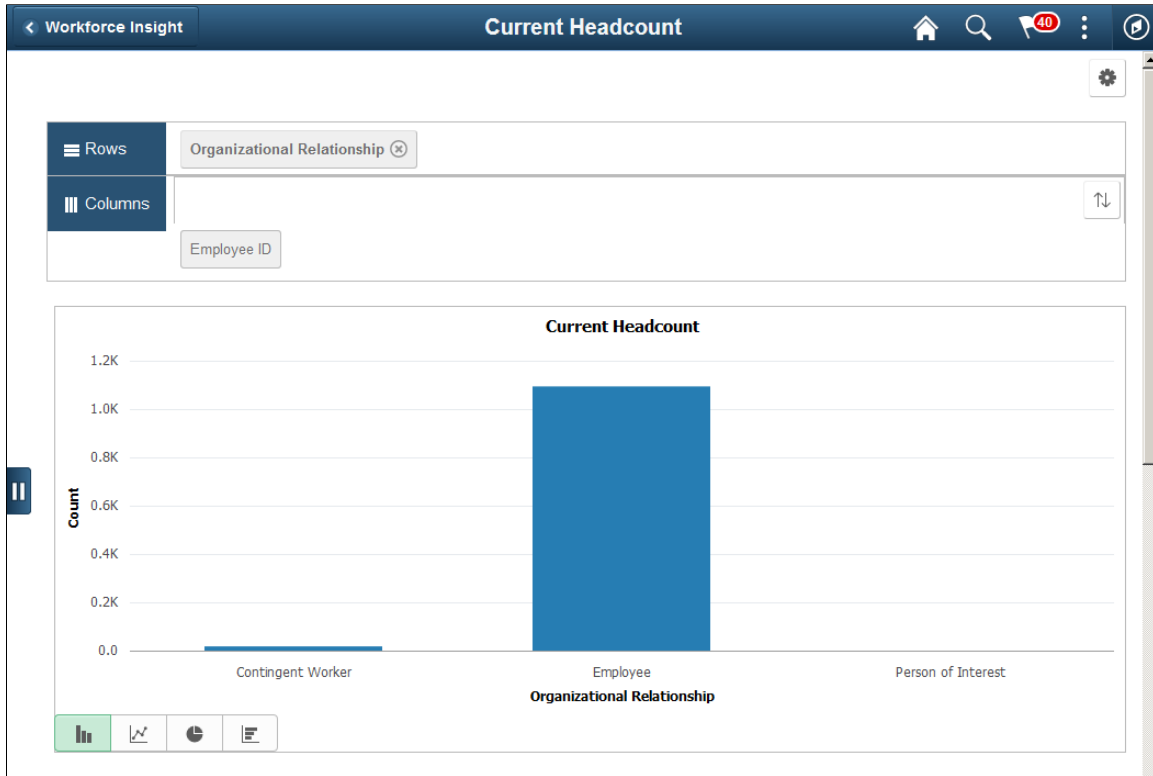 Workforce Insight
Current Headcount
40
Rows
Organizational Relationship
Columns
Employee ID
Current Headcount
1.2K
1.0K
0.8K
0.6K
0.4K
0.2K
0.0
Count
Contingent Worker
Employee
Person of Interest
Organizational Relationship